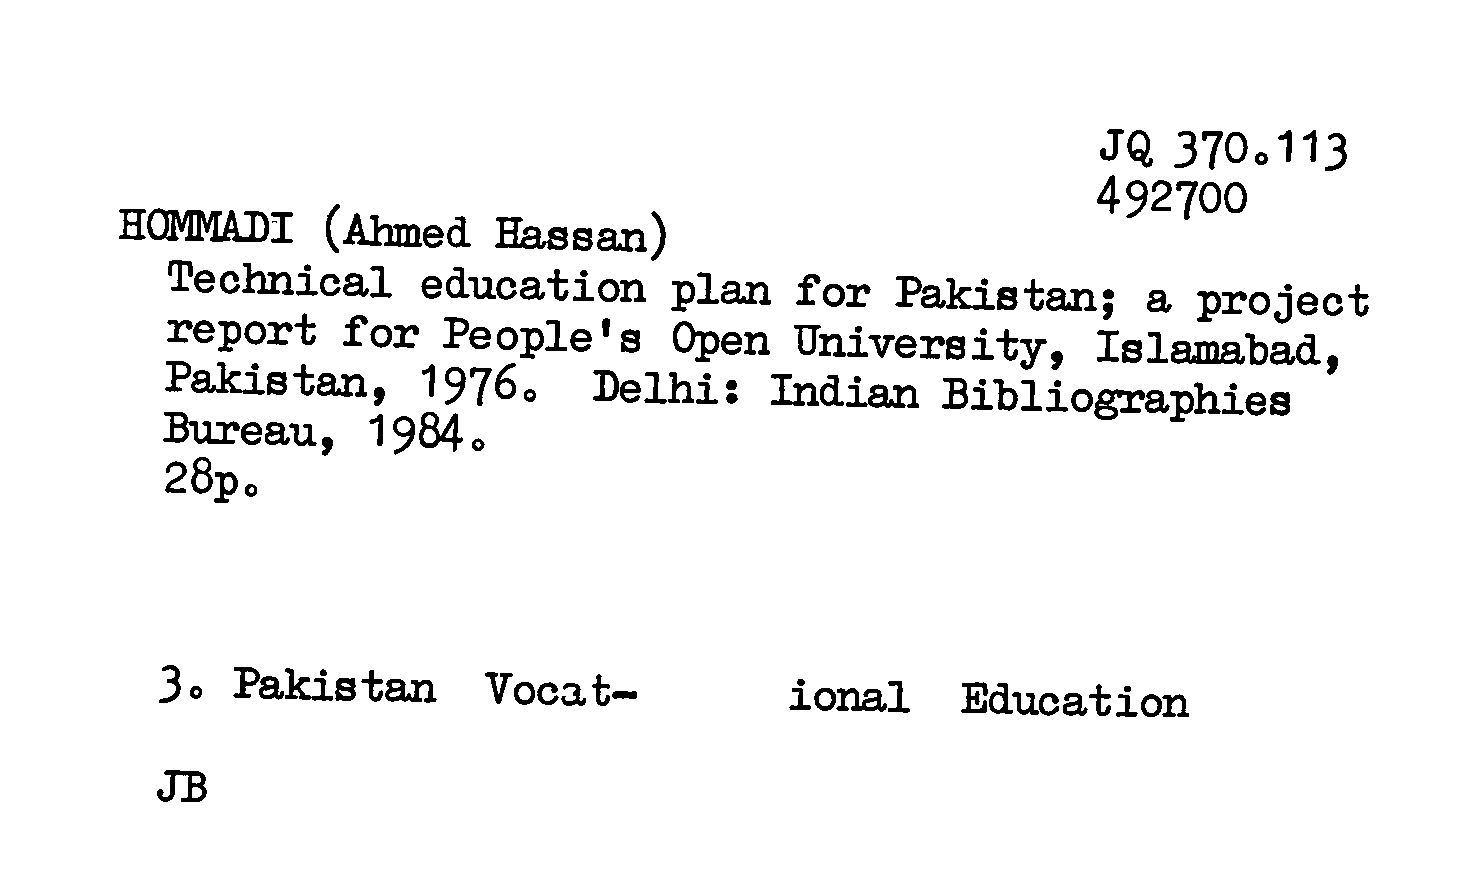 JQ 370.113
492700
HOMMADI (Ahmed Hassan)
Technical education plan for Pakistan; a project
report for People's Open University, Islamabad,
Pakistan, 1976. Delhi: Indian Bibliographies
Bureau, 1984.
28p.
3. Pakistan Vocat- ional Education
JB